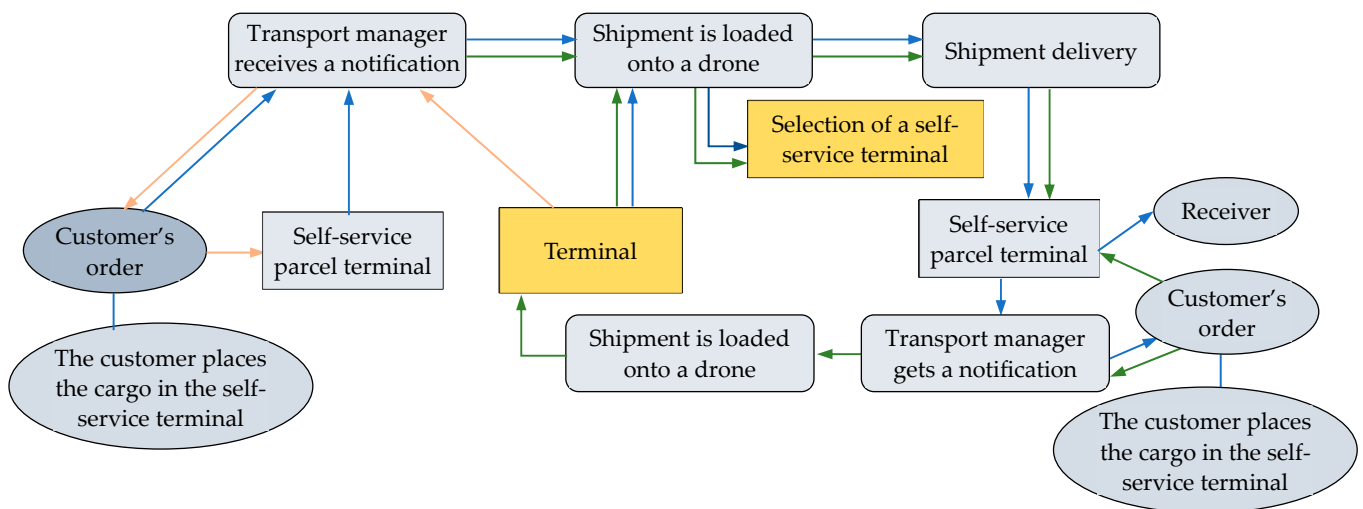 Transport manager
receives a notification
Shipment is loaded
onto a drone
Shipment delivery
Selection of a self-
service terminal
Customer's
order
Self-service
parcel terminal
Terminal
Self-service
parcel terminal
Receiver
The customer places
the cargo in the self-
service terminal
Shipment is loaded
onto a drone
Transport manager
gets a notification
Customer's
order
The customer places
the cargo in the self-
service terminal